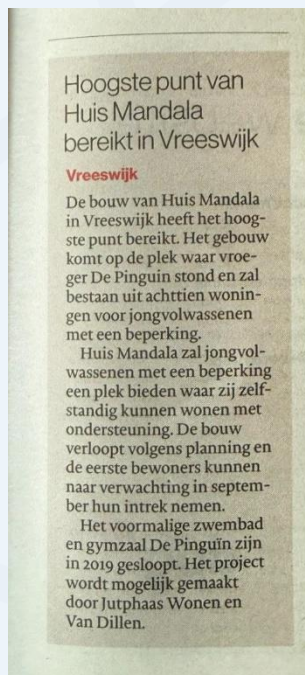 Hoogste punt van
Huis Mandala
bereikt in Vreeswijk
Vreeswijk
De bouw van Huis Mandala
in Vreeswijk heeft het hoog-
ste punt bereikt. Het gebouw
komt op de plek waar vroe-
ger De Pinguin stond en zal
bestaan uit achttien wonin-
gen voor jongvolwassenen
met een beperking.
Huis Mandala zal jongvol-
wassenen met een beperking
een plek bieden waar zij zelf-
standig kunnen wonen met
ondersteuning. De bouw
verloopt volgens planning en
de eerste bewoners kunnen
naar verwachting in septem-
ber hun intrek nemen.
Het voormalige zwembad
en gymzaal De Pinguïn zijn
in 2019 gesloopt. Het project
wordt mogelijk gemaakt
door Jutphaas Wonen en
Van Dillen.